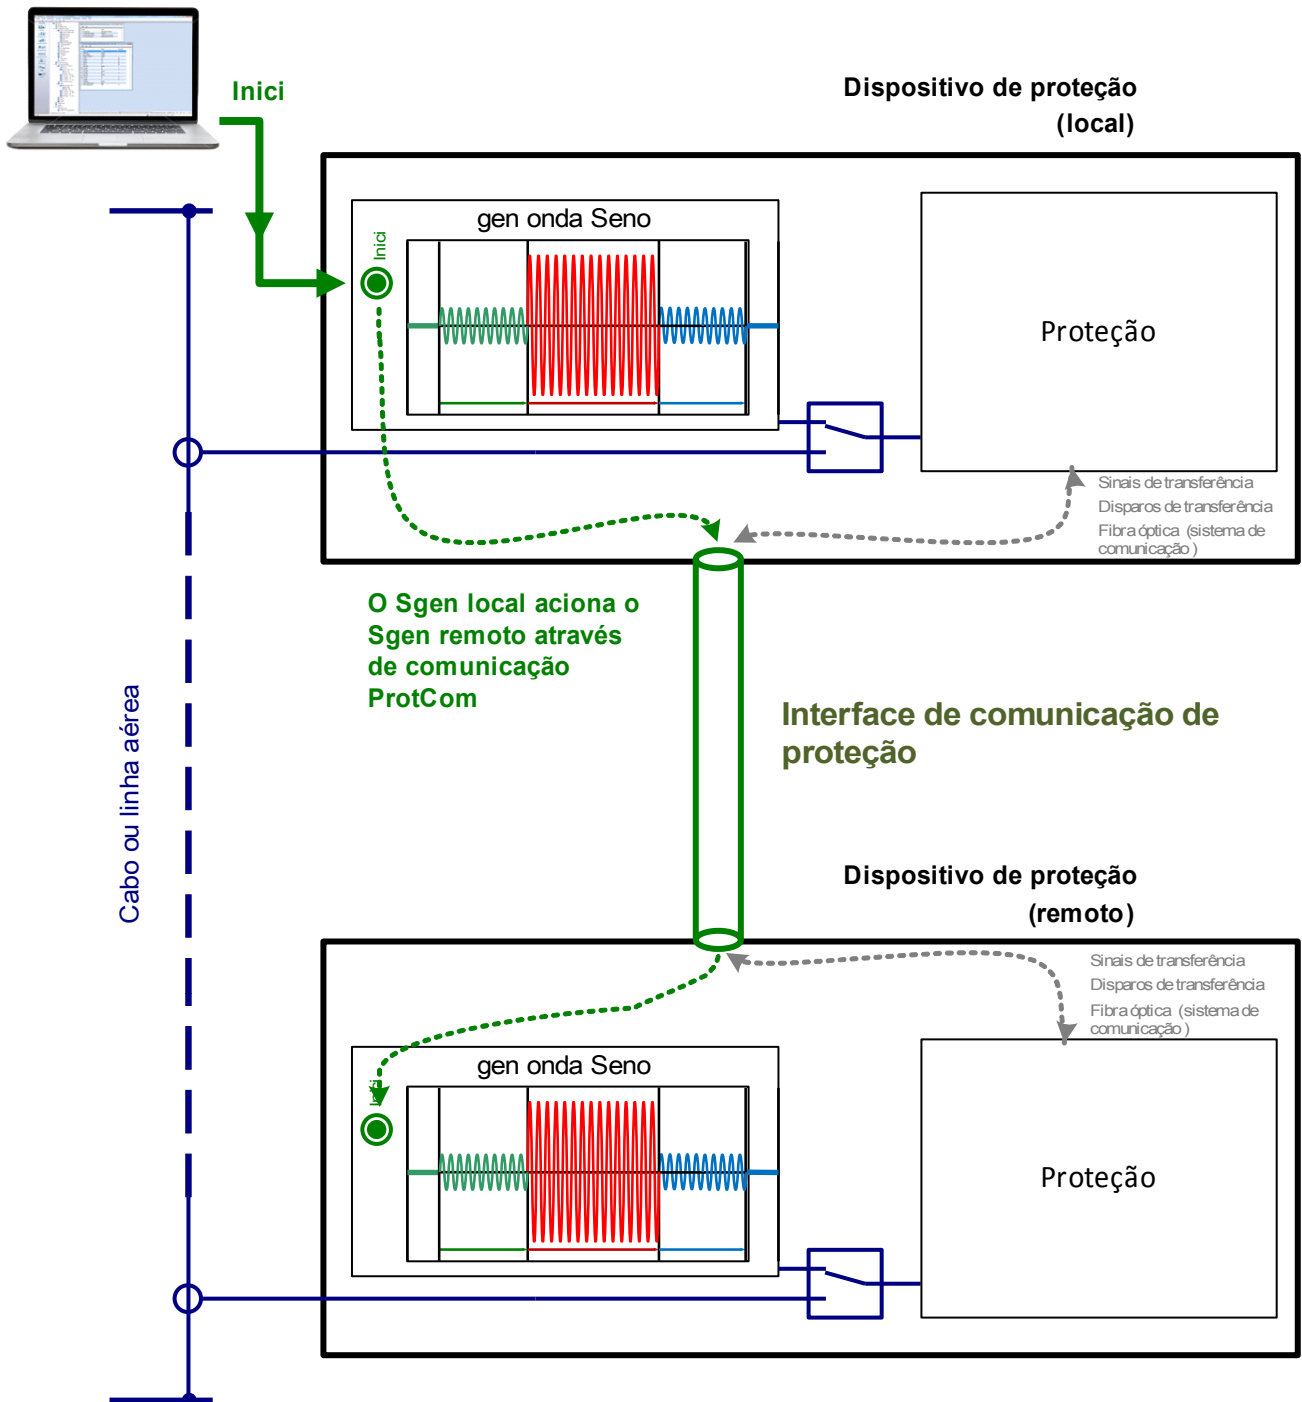 Inici
Dispositivo de proteção
(local)
gen onda Seno
Inici
Proteção
Sinais de transferência
Disparos de transferência
Fibra óptica (sistema de
comunicação )
O Sgen local aciona o
Sgen remoto através
de comunicação
ProtCom
Interface de comunicação de
proteção
Cabo ou linha aérea
Dispositivo de proteção
(remoto)
Sinais de transferência
Disparos de transferência
Fibra óptica (sistema de
comunicação )
gen onda Seno
Inici
Proteção